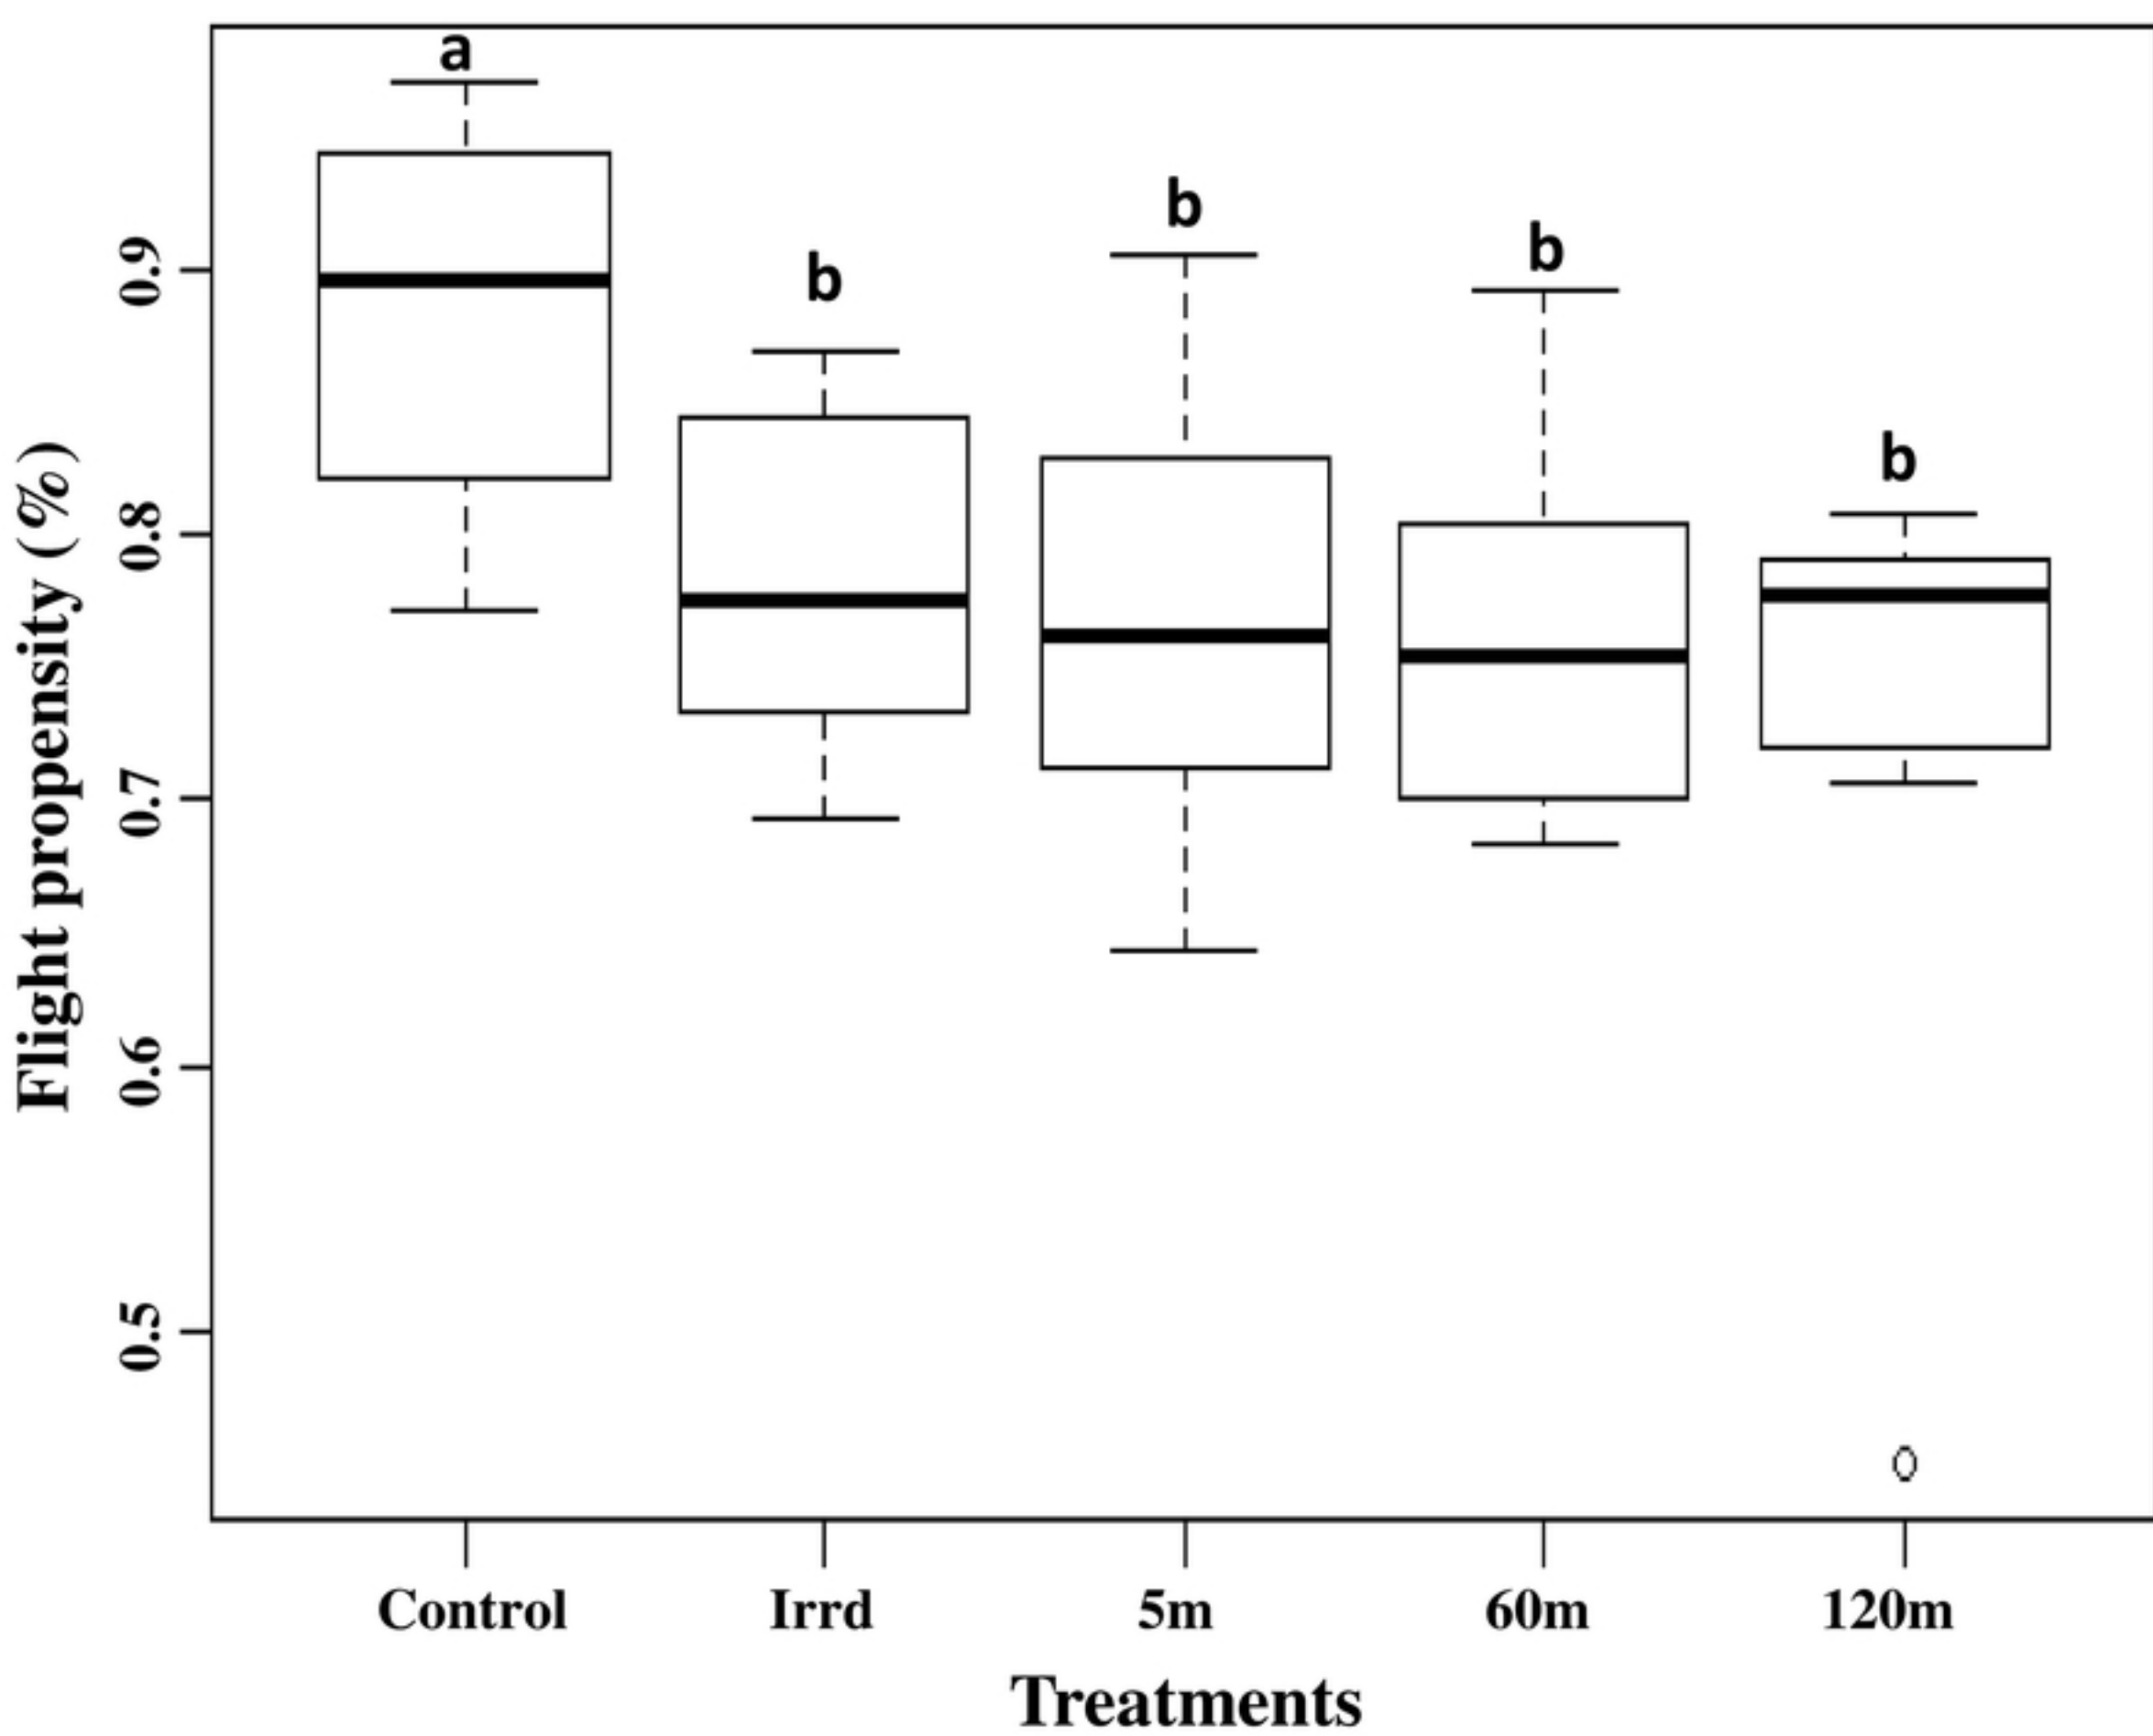 a
b
b
b
b
Flight propensity (%)
0.9
0.8
0.7
0.6
0.5
Control Irrd 5m 60m 120m
Treatments